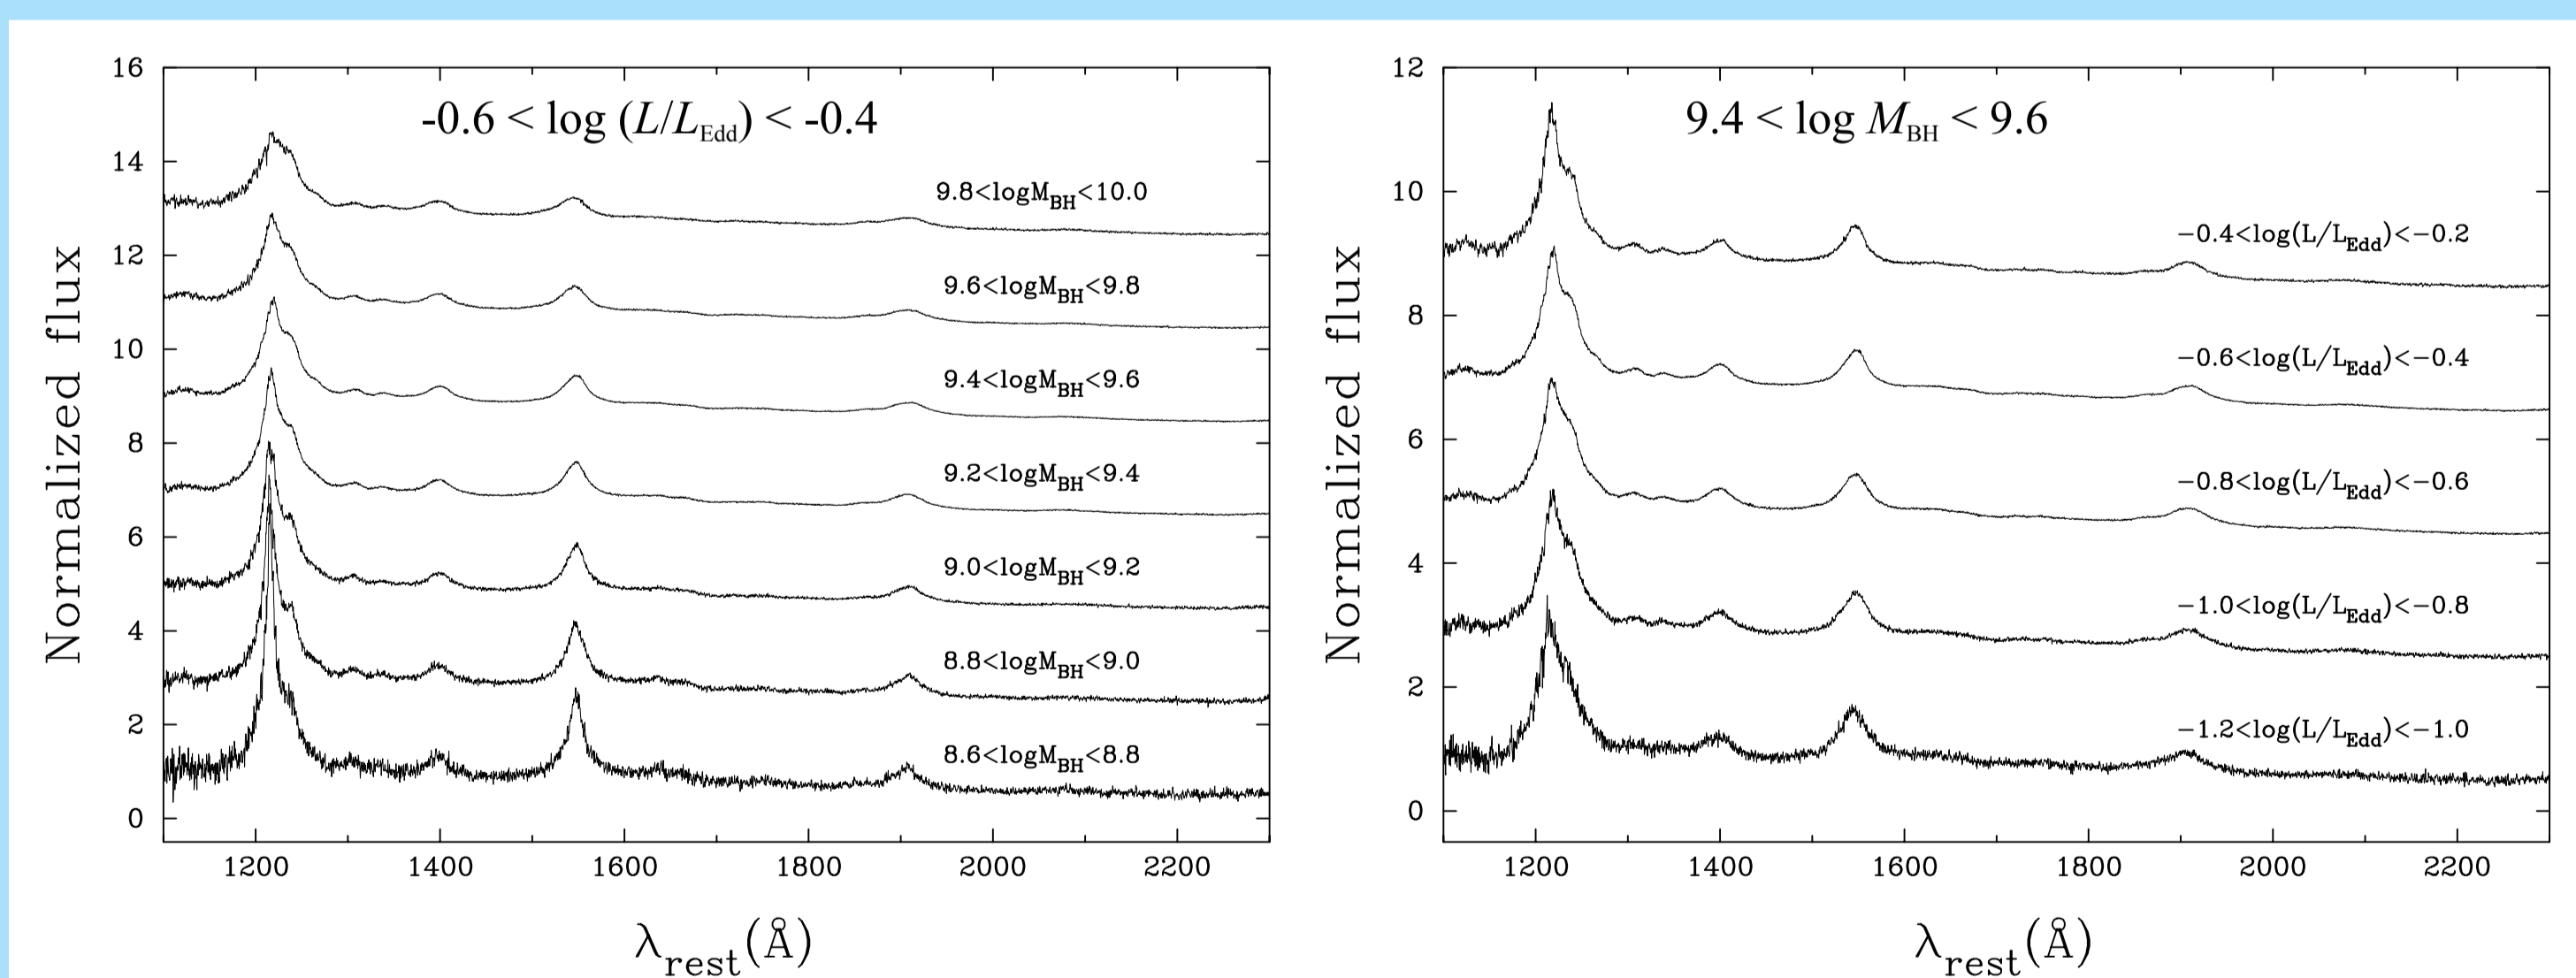 -0.6 < log (L/LEdd) < -0.4
16
14
12
10
8
6
4
2
0
Normalized flux
9.8<logMBH<10.0
9.6<logMBH<9.8
9.4<logMBH<9.6
9.2<logMBH<9.4
9.0<logMBH<9.2
8.8<logMBH<9.0
8.6<logMBH<8.8
1200 1400 1600 1800 2000 2200
λrest(Å)
9.4 < log MBH < 9.6
12
10
8
6
4
2
0
Normalized flux
−0.4<log(L/LEdd)<−0.2
−0.6<log(L/LEdd)<−0.4
−0.8<log(L/LEdd)<−0.6
−1.0<log(L/LEdd)<−0.8
−1.2<log(L/LEdd)<−1.0
1200 1400 1600 1800 2000 2200
λrest(Å)